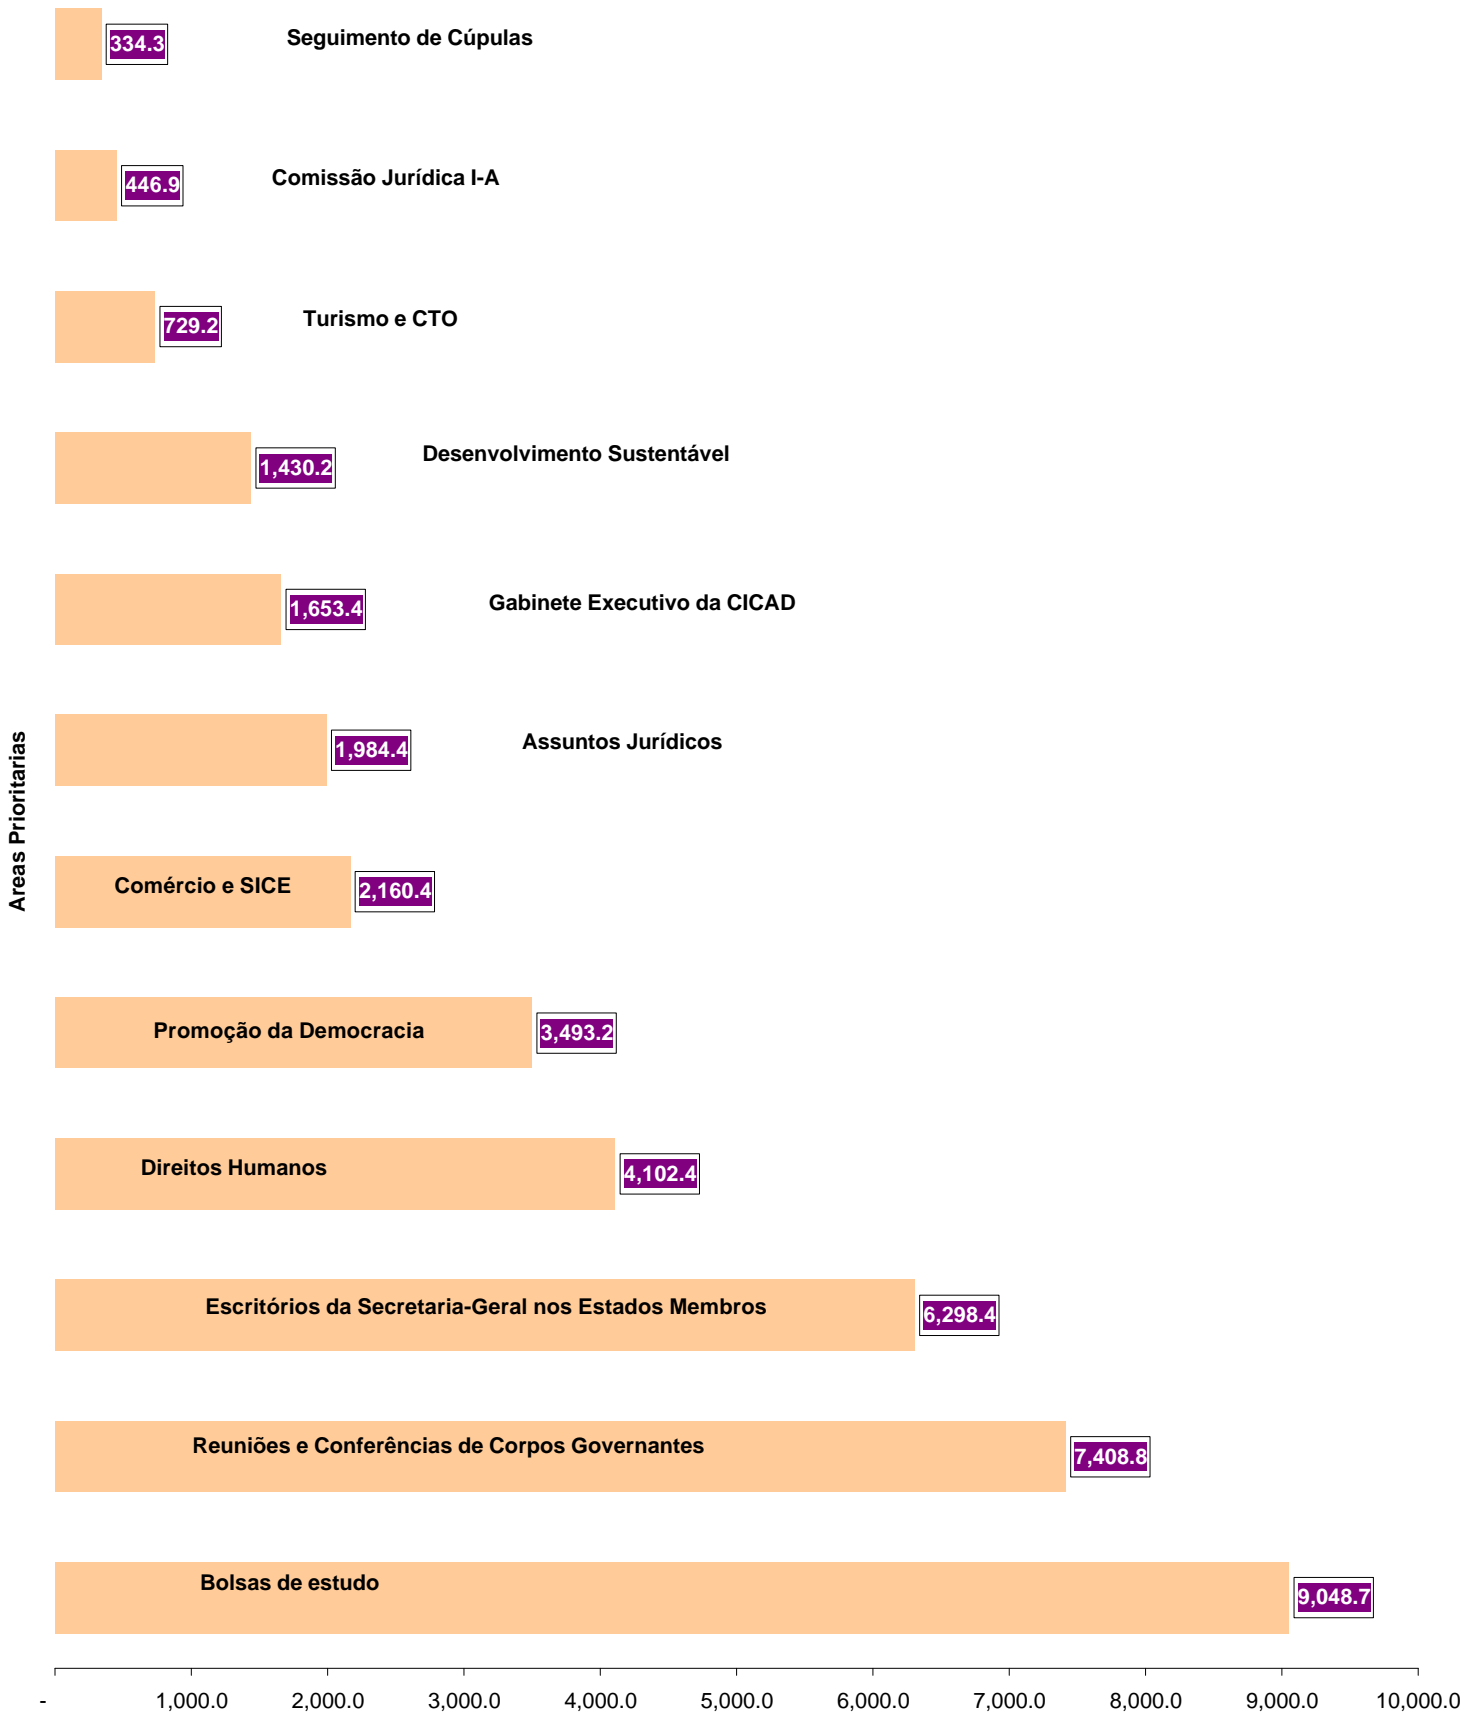 334.3 Seguimento de Cúpulas
446.9 Comissão Jurídica I-A
729.2 Turismo e CTO
1,430.2 Desenvolvimento Sustentável
1,653.4 Gabinete Executivo da CICAD
1,984.4 Assuntos Jurídicos
Areas Prioritarias
Comércio e SICE 2,160.4
Promoção da Democracia 3,493.2
Direitos Humanos 4,102.4
Escritórios da Secretaria-Geral nos Estados Membros 6,298.4
Reuniões e Conferências de Corpos Governantes 7,408.8
Bolsas de estudo 9,048.7
- 1,000.0 2,000.0 3,000.0 4,000.0 5,000.0 6,000.0 7,000.0 8,000.0 9,000.0 10,000.0